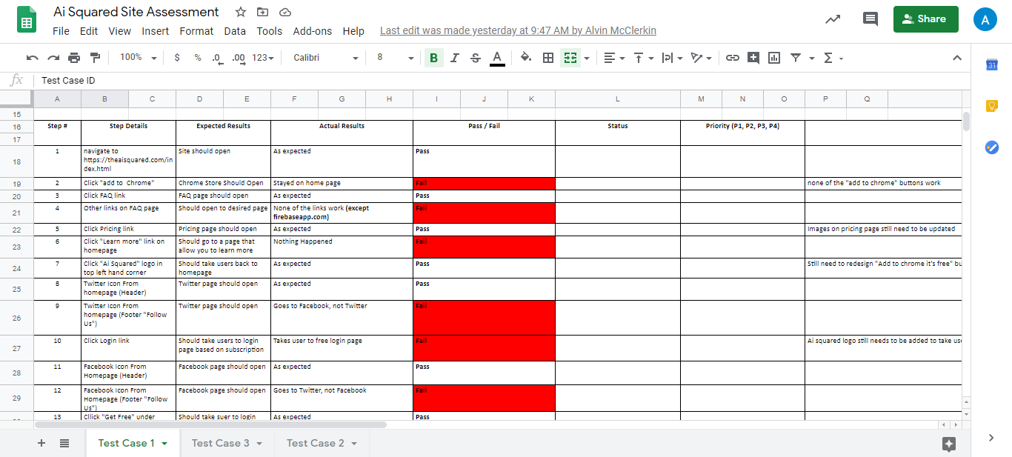 Ai Squared Site Assessment
File Edit View Insert Format Data Tools Add-ons Help Last edit was made yesterday at 9:47 AM by Alvin McClerkin
Share
A
100% $ % .0 .00 123 Calibri 8 B I S A
fx Test Case ID
A B C D E F G H I J K L M N O P Q
15
16 Step # Step Details Expected Results Actual Results Pass / Fail Status Priority (P1, P2, P3, P4)
17
18 1 navigate to https://theaisquared.com/in Site should open As expected Pass
dex.html
19 2 Click "add to Chrome" Chrome Store Should Open Stayed on home page Fail none of the "add to chrome" buttons work
20 3 Click FAQ link FAQ page should open As expected Pass
21 4 Other links on FAQ page Should open to desired page None of the links work (except Fail
firebaseapp.com)
22 5 Click Pricing link Pricing page should open As expected Pass Images on pricing page still need to be updated
23 6 Click "Learn more" link on Should go to a page that Nothing Happened Fail
homepage allow you to learn more
24 7 Click "Ai Squared" logo in Should take users back to As expected Pass Still need to redesign "Add to chrome it's free" bu
top left hand corner homepage
25 8 Twitter Icon From Twitter page should open As expected Pass
homepage (Header)
26 9 Twitter Icon From Twitter page should open Goes to Facebook, not Twitter Fail
homepage (Footer "Follow
Us")
27 10 Click Login link Should take users to login Takes user to free login page Fail Ai squared logo still needs to be added to take us
page based on subscription
28 11 Facebook Icon From Facebook page should open As expected Pass
Homepage (Header)
29 12 Facebook Icon From Facebook page should open Goes to Twitter, not Facebook Fail
Homepage (Footer "Follow
Us")
13 Click "Get Free" under Should take suer to login As expected Pass
Test Case 1 Test Case 3 Test Case 2